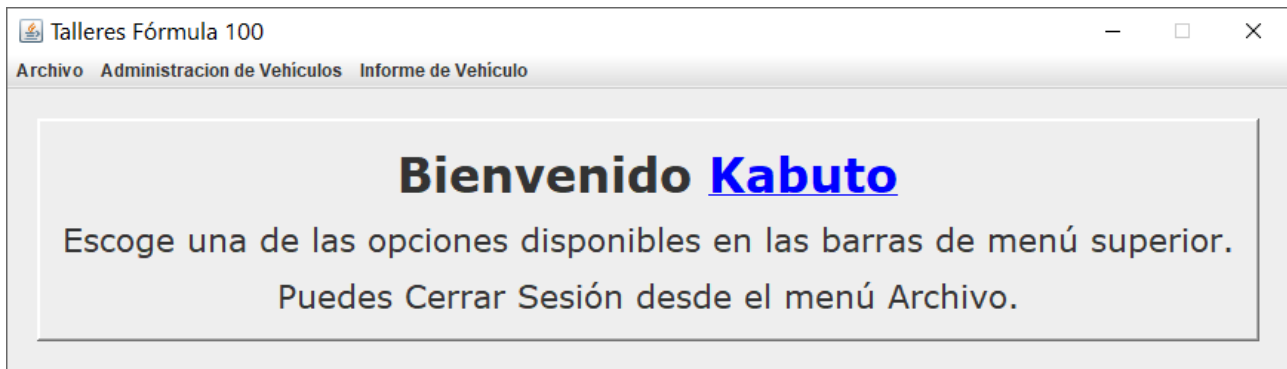 Talleres Fórmula 100
Archivo Administracion de Vehículos Informe de Vehículo
Bienvenido Kabuto
Escoge una de las opciones disponibles en las barras de menú superior.
Puedes Cerrar Sesión desde el menú Archivo.